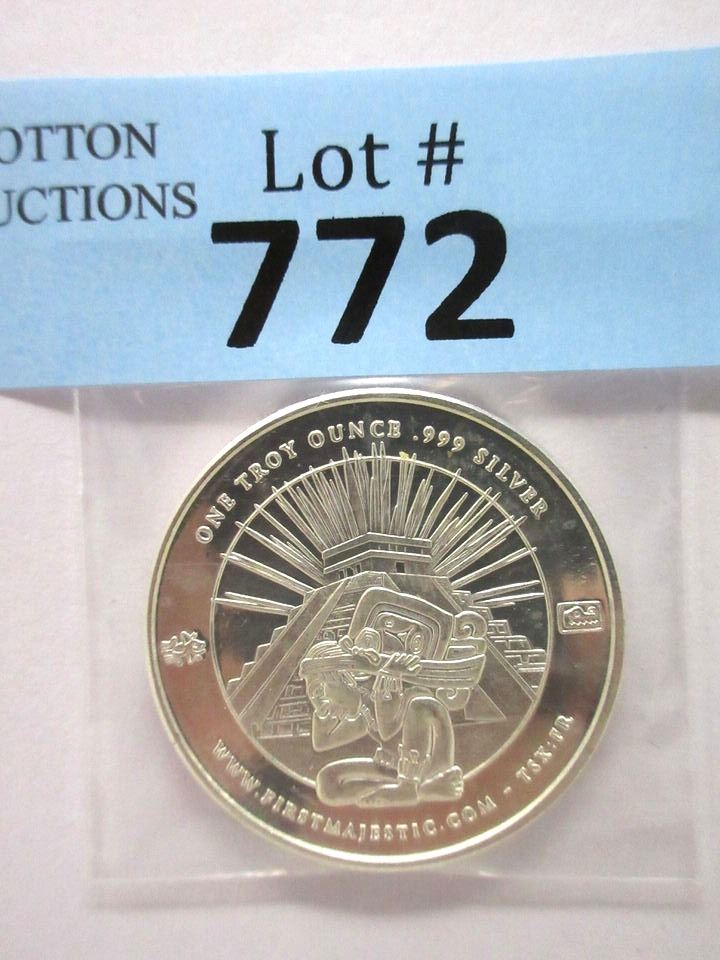 OTTON
UCTIONS
Lot #
772
ONE TROY OUNCE .999 SILVER
WWW.FIRSTMAJESTIC.COM - TSX:FR